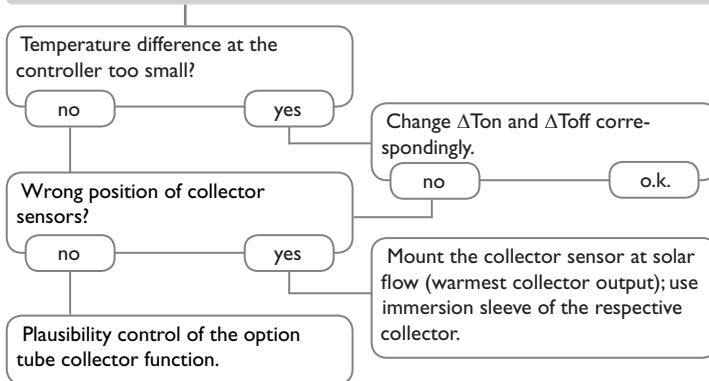 Temperature difference at the
controller too small?
no
yes
Change ΔTon and ΔToff corre-
spondingly.
no
o.k.
Wrong position of collector
sensors?
no
yes
Mount the collector sensor at solar
flow (warmest collector output); use
immersion sleeve of the respective
collector.
Plausibility control of the option
tube collector function.